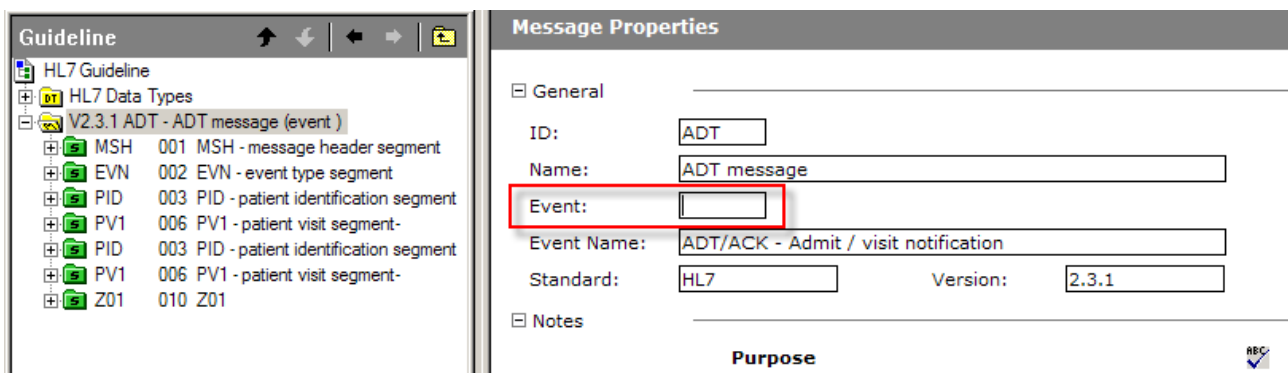 Guideline
HL7 Guideline
DT HL7 Data Types
V2.3.1 ADT - ADT message (event )
S MSH 001 MSH - message header segment
S EVN 002 EVN - event type segment
S PID 003 PID - patient identification segment
S PV1 006 PV1 - patient visit segment-
S PID 003 PID - patient identification segment
S PV1 006 PV1 - patient visit segment-
S Z01 010 Z01
Message Properties
General
ID: ADT
Name: ADT message
Event:
Event Name: ADT/ACK - Admit / visit notification
Standard: HL7 Version: 2.3.1
Notes
Purpose
ABC